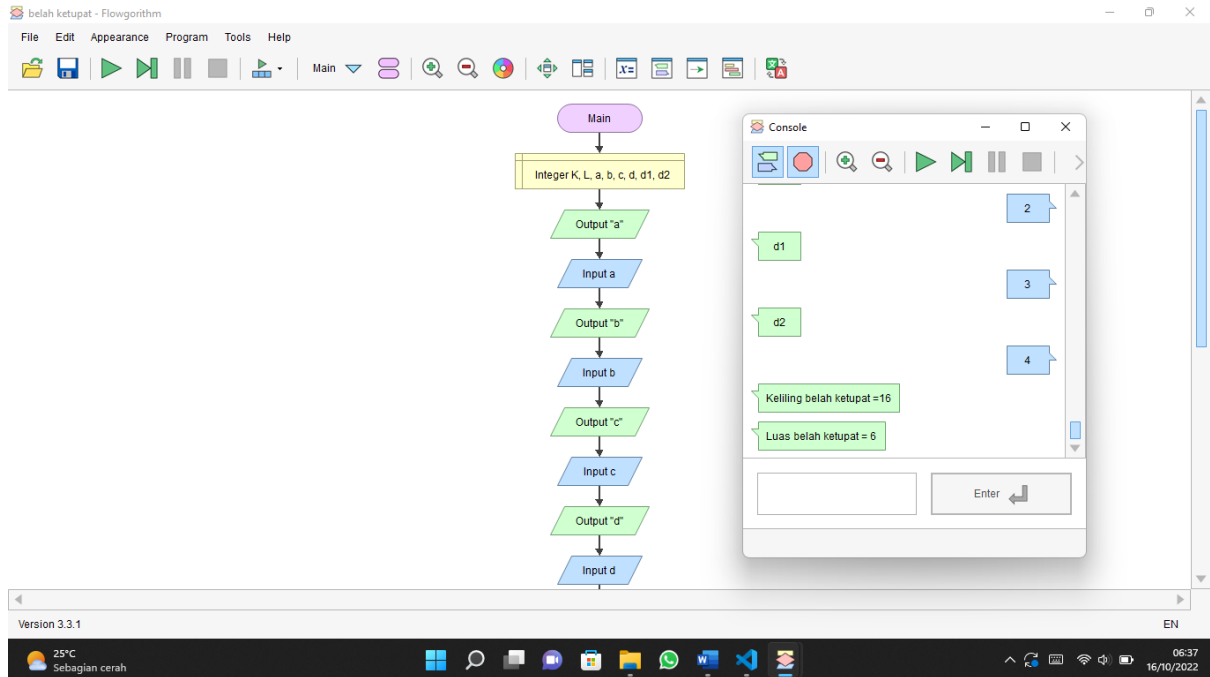 belah ketupat - Flowgorithm
File Edit Appearance Program Tools Help
Main
Main
Integer K, L, a, b, c, d, d1, d2
Output "a"
Input a
Output "b"
Input b
Output "c"
Input c
Output "d"
Input d
Console
2
d1
3
d2
4
Keliling belah ketupat =16
Luas belah ketupat = 6
Enter
Version 3.3.1
EN
25°C
Sebagian cerah
06:37
16/10/2022